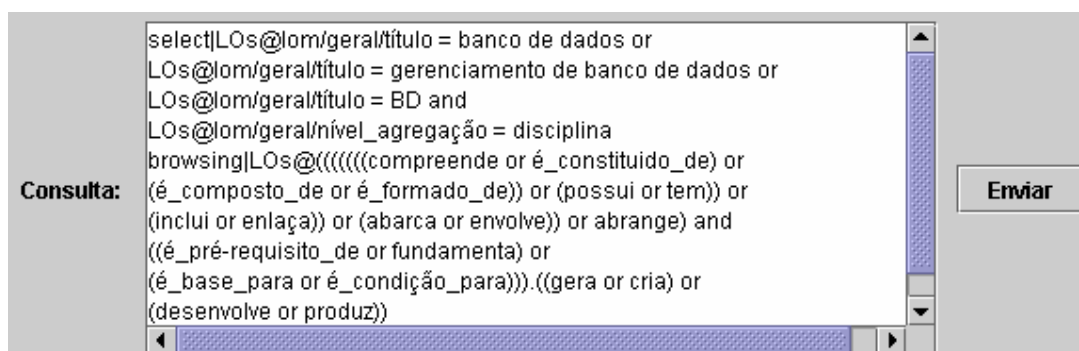 select|LOs@lom/geral/título = banco de dados or
LOs@lom/geral/título = gerenciamento de banco de dados or
LOs@lom/geral/título = BD and
LOs@lom/geral/nível_agregação = disciplina
browsing|LOs@(((((((compreende or é_constituido_de) or
Consulta:
(é_composto_de or é_formado_de)) or (possui or tem)) or
Enviar
(inclui or enlaça)) or (abarca or envolve)) or abrange) and
((é_pré-requisito_de or fundamenta) or
(é_base_para or é_condição_para))).((gera or cria) or
(desenvolve or produz))